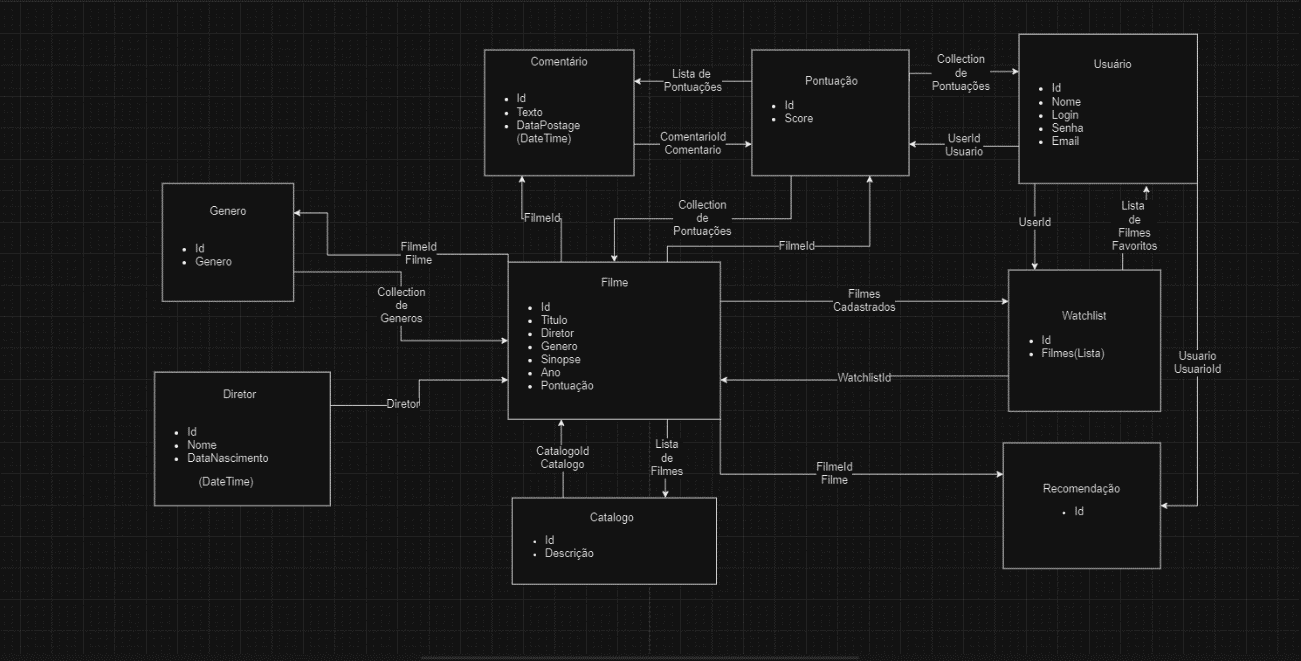 Comentário
Id
Texto
DataPostage
(DateTime)
Lista de
Pontuações
ComentarioId
Comentario
Pontuação
Id
Score
Collection
de
Pontuações
UserId
Usuario
Usuário
Id
Nome
Login
Senha
Email
Genero
Id
Genero
FilmeId
Filme
Collection
de
Generos
FilmeId
Collection
de
Pontuações
FilmeId
UserId
Lista
de
Filmes
Favoritos
Filme
Id
Titulo
Diretor
Genero
Sinopse
Ano
Pontuação
Filmes
Cadastrados
WatchlistId
Watchlist
Id
Filmes(Lista)
Usuario
UsuarioId
Diretor
Id
Nome
DataNascimento
(DateTime)
Diretor
CatalogoId
Catalogo
Lista
de
Filmes
FilmeId
Filme
Recomendação
Id
Catalogo
Id
Descrição